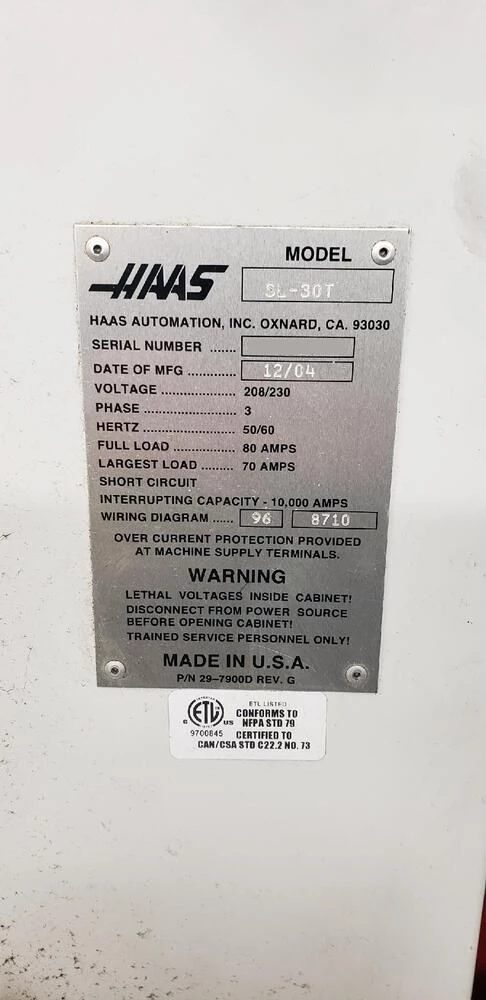 MODEL
HAAS
SL-30T
HAAS AUTOMATION, INC. OXNARD, CA. 93030
SERIAL NUMBER ......
DATE OF MFG ............ 12/04
VOLTAGE ................... 208/230
PHASE ....................... 3
HERTZ ....................... 50/60
FULL LOAD ............... 80 AMPS
LARGEST LOAD ........ 70 AMPS
SHORT CIRCUIT
INTERRUPTING CAPACITY - 10,000 AMPS
WIRING DIAGRAM ...... 96 8710
OVER CURRENT PROTECTION PROVIDED
AT MACHINE SUPPLY TERMINALS.
WARNING
LETHAL VOLTAGES INSIDE CABINET!
DISCONNECT FROM POWER SOURCE
BEFORE OPENING CABINET!
TRAINED SERVICE PERSONNEL ONLY!
MADE IN U.S.A.
P/N 29-7900D REV. G
ETL LISTED
CONFORMS TO
NFPA STD 79
C ETL US
9700845 CERTIFIED TO
CAN/CSA STD C22.2 NO. 73